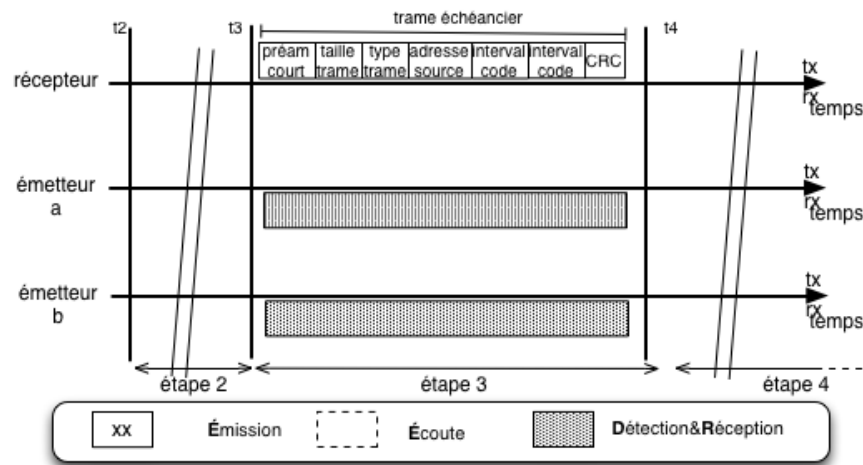 trame échéancier
t2
t3
t4
préam court
taille trame
type trame
adresse source
interval code
interval code
CRC
récepteur
tx
rx
temps
émetteur a
tx
rx
temps
émetteur b
tx
rx
temps
étape 2
étape 3
étape 4
xx
Émission
Écoute
Détection&Réception